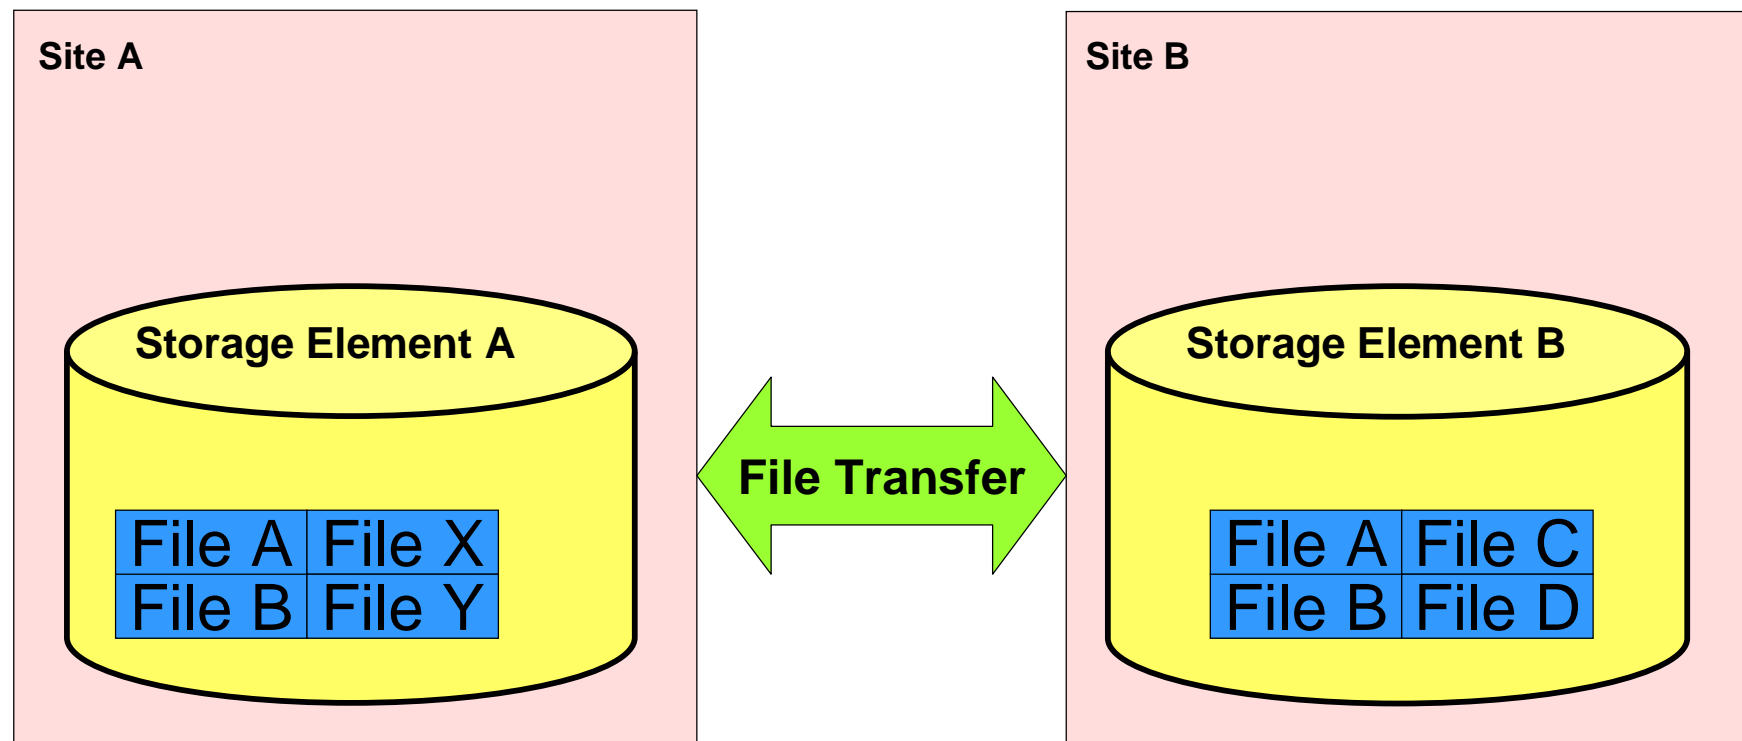 Site A
Site B
Storage Element A
Storage Element B
File Transfer
File A File X
File B File Y
File A File C
File B File D